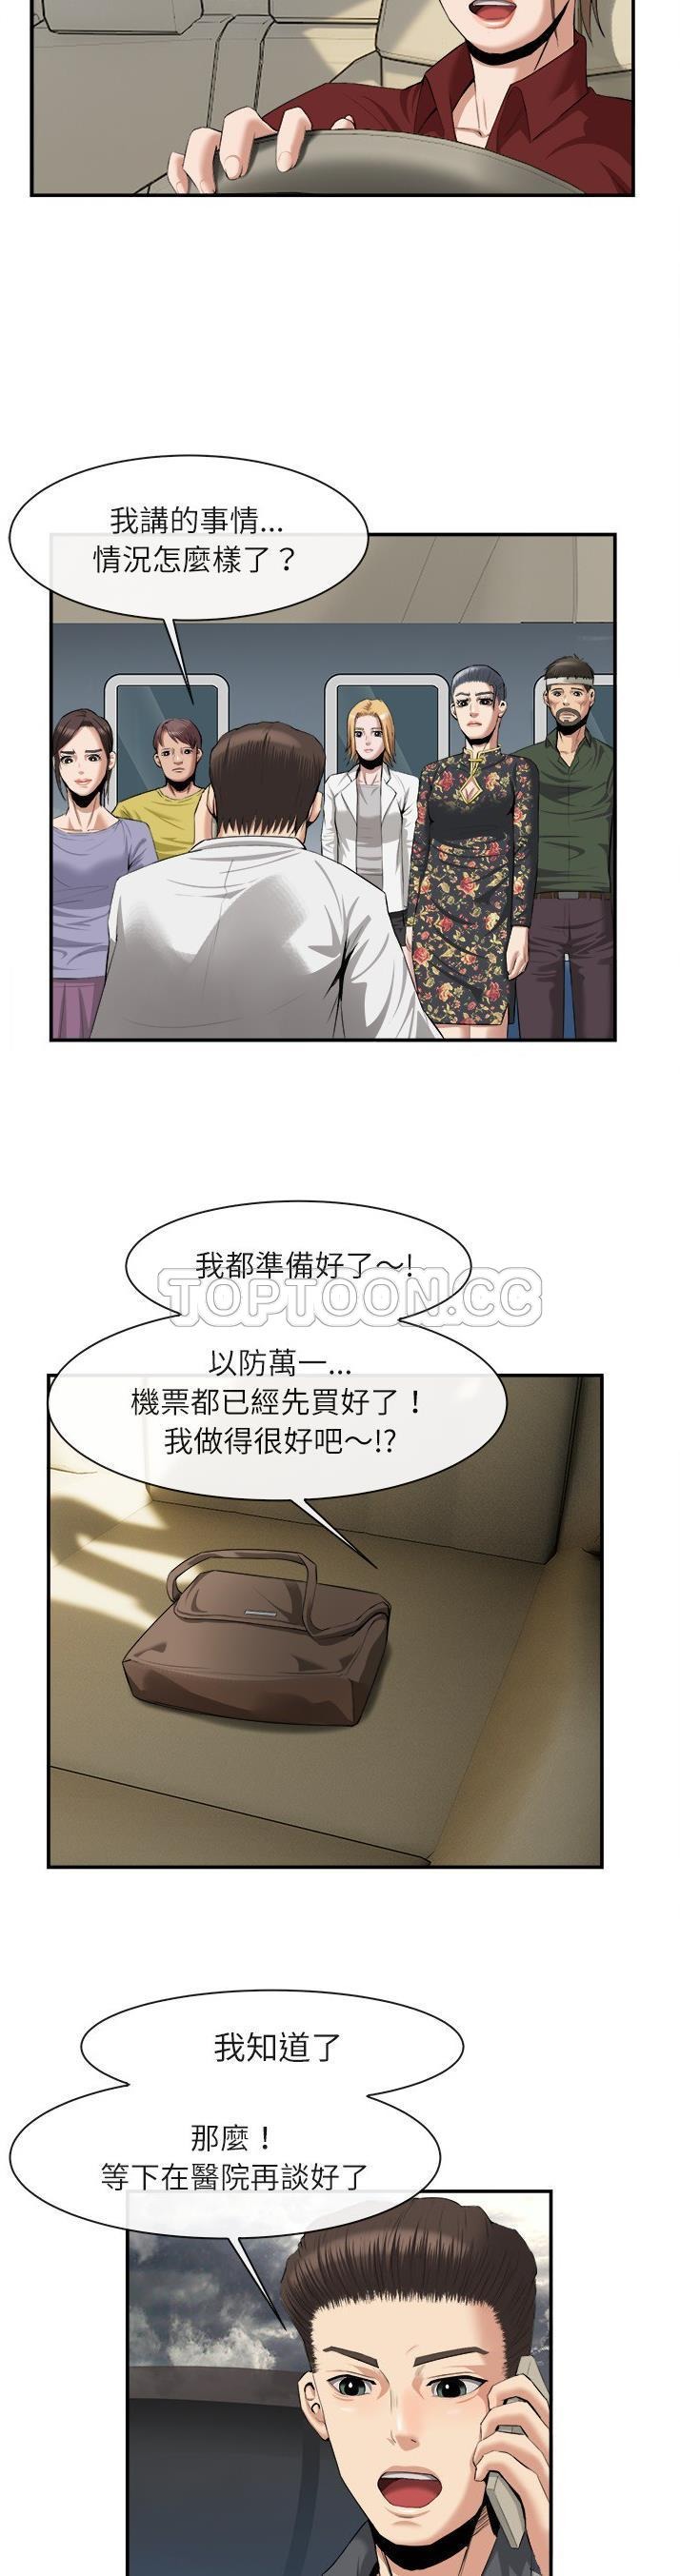 我講的事情...
情況怎麼樣了？
我都準備好了～!
TOPTOON.CC
以防萬一...
機票都已經先買好了！
我做得很好吧～!?
我知道了
那麼！
等下在醫院再談好了